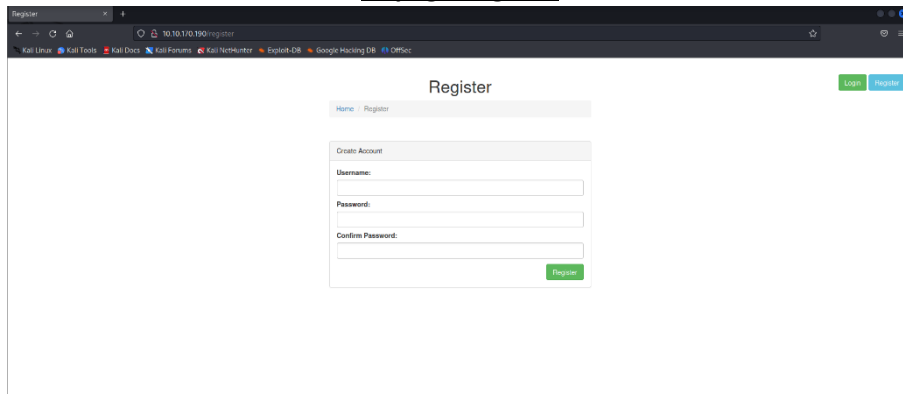 Register
10.10.170.190/register
Kali Linux Kali Tools Kali Docs Kali Forums Kali NetHunter Exploit-DB Google Hacking DB OffSec
Register
Login Register
Home / Register
Create Account
Username:
Password:
Confirm Password:
Register